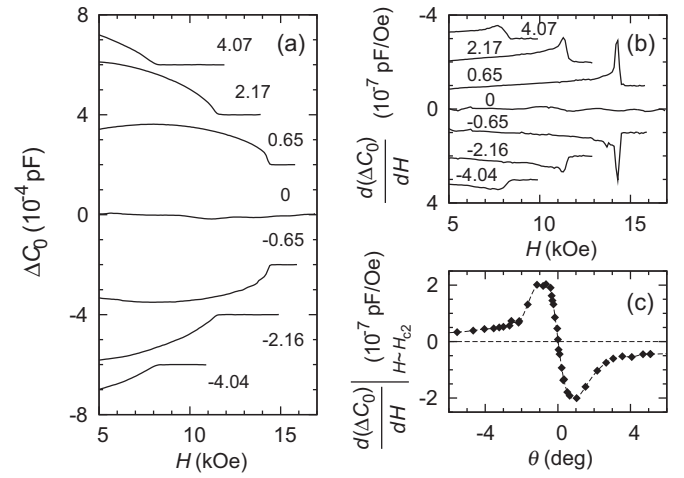 (a)
8
4.07
2.17
4
0.65
0
0
-0.65
-4
-2.16
-4.04
-8
5
10
15
H (kOe)
ΔC₀ (10⁻⁴ pF)
(b)
-4
4.07
2.17
0.65
0
0
-0.65
-2.16
-4.04
4
5
10
15
H (kOe)
d(ΔC₀)
dH
(10⁻⁷ pF/Oe)
(c)
2
0
-2
-4
0
4
θ (deg)
d(ΔC₀)
dH
H~H_c2
(10⁻⁷ pF/Oe)